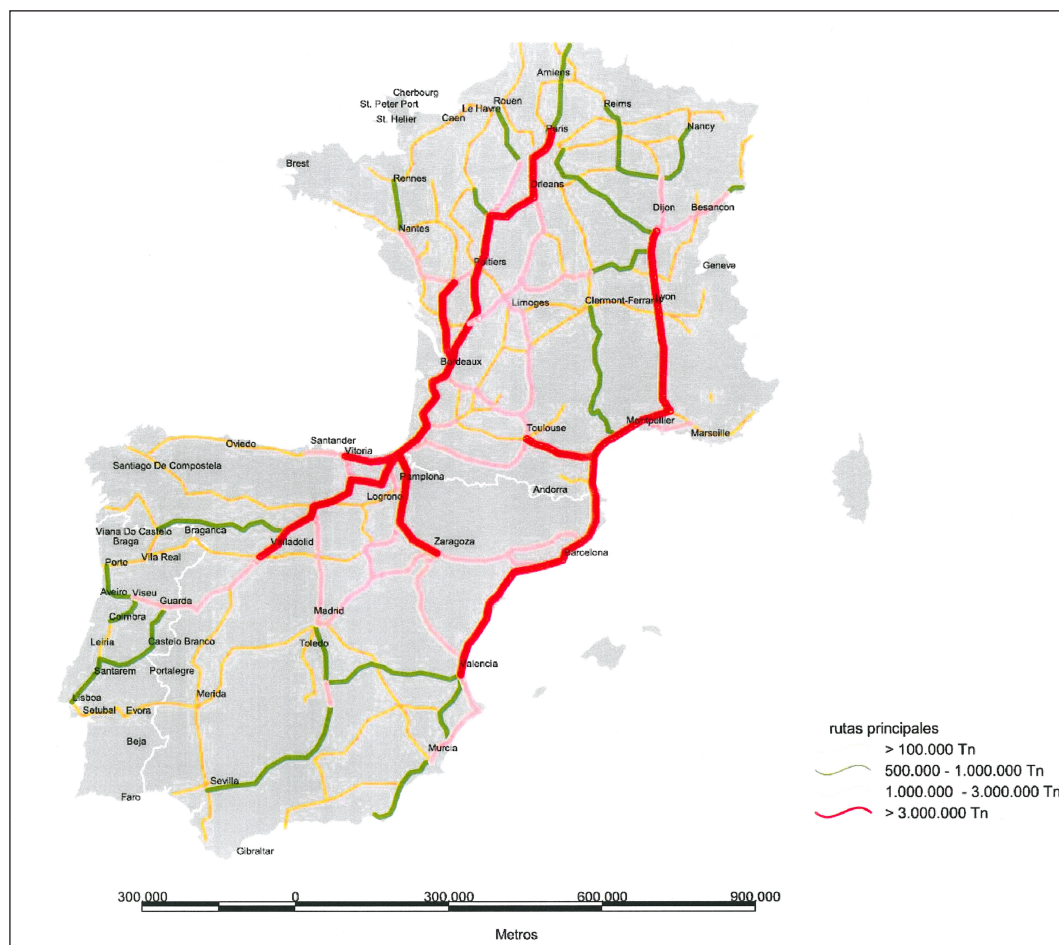 Amiens
Cherbourg
Rouen
Reims
St. Peter Port
Le Havre
St. Helier
Caen
Nancy
Paris
Brest
Rennes
Orleans
Dijon
Besançon
Nantes
Poitiers
Geneve
Limoges
Clermont-Ferrand
Lyon
Bordeaux
Toulouse
Montpellier
Marseille
Santander
Oviedo
Vitoria
Santiago De Compostela
Pamplona
Andorra
Logrono
Viana Do Castelo
Braganca
Braga
Valladolid
Zaragoza
Barcelona
Vila Real
Porto
Aveiro
Viseu
Guarda
Madrid
Coimbra
Leiria
Castelo Branco
Toledo
Santarem
Portalegre
Valencia
Lisboa
Merida
Setubal
Evora
Beja
Murcia
Sevilla
Faro
Gibraltar
rutas principales
> 100.000 Tn
500.000 - 1.000.000 Tn
1.000.000 - 3.000.000 Tn
> 3.000.000 Tn
300.000 0 300.000 600.000 900.000
Metros